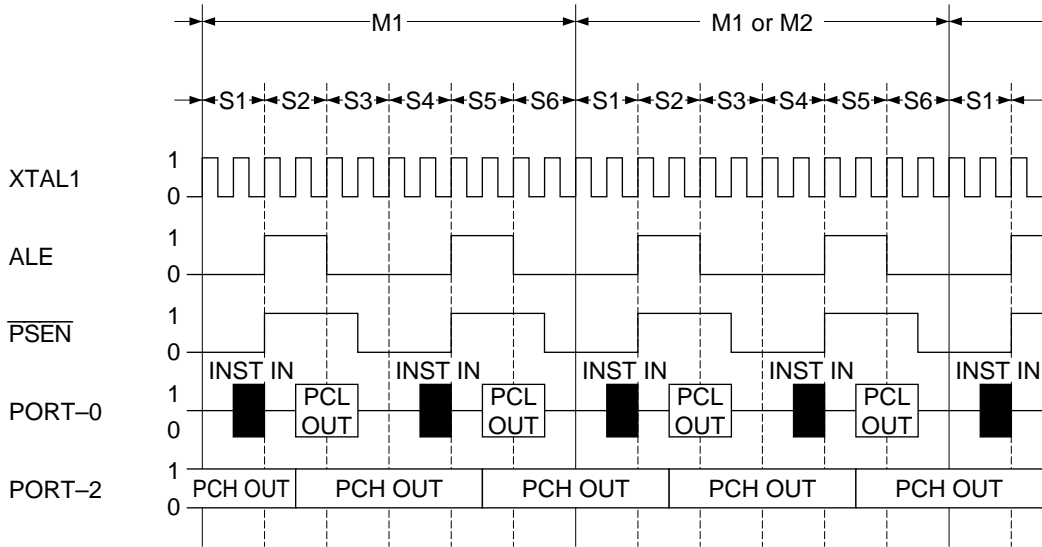 M1 M1 or M2
S1 S2 S3 S4 S5 S6 S1 S2 S3 S4 S5 S6 S1
XTAL1 1 0
ALE 1 0
PSEN 1 0
INST IN INST IN INST IN INST IN INST IN
PORT–0 1 0 PCL OUT PCL OUT PCL OUT PCL OUT
PORT–2 1 0 PCH OUT PCH OUT PCH OUT PCH OUT PCH OUT